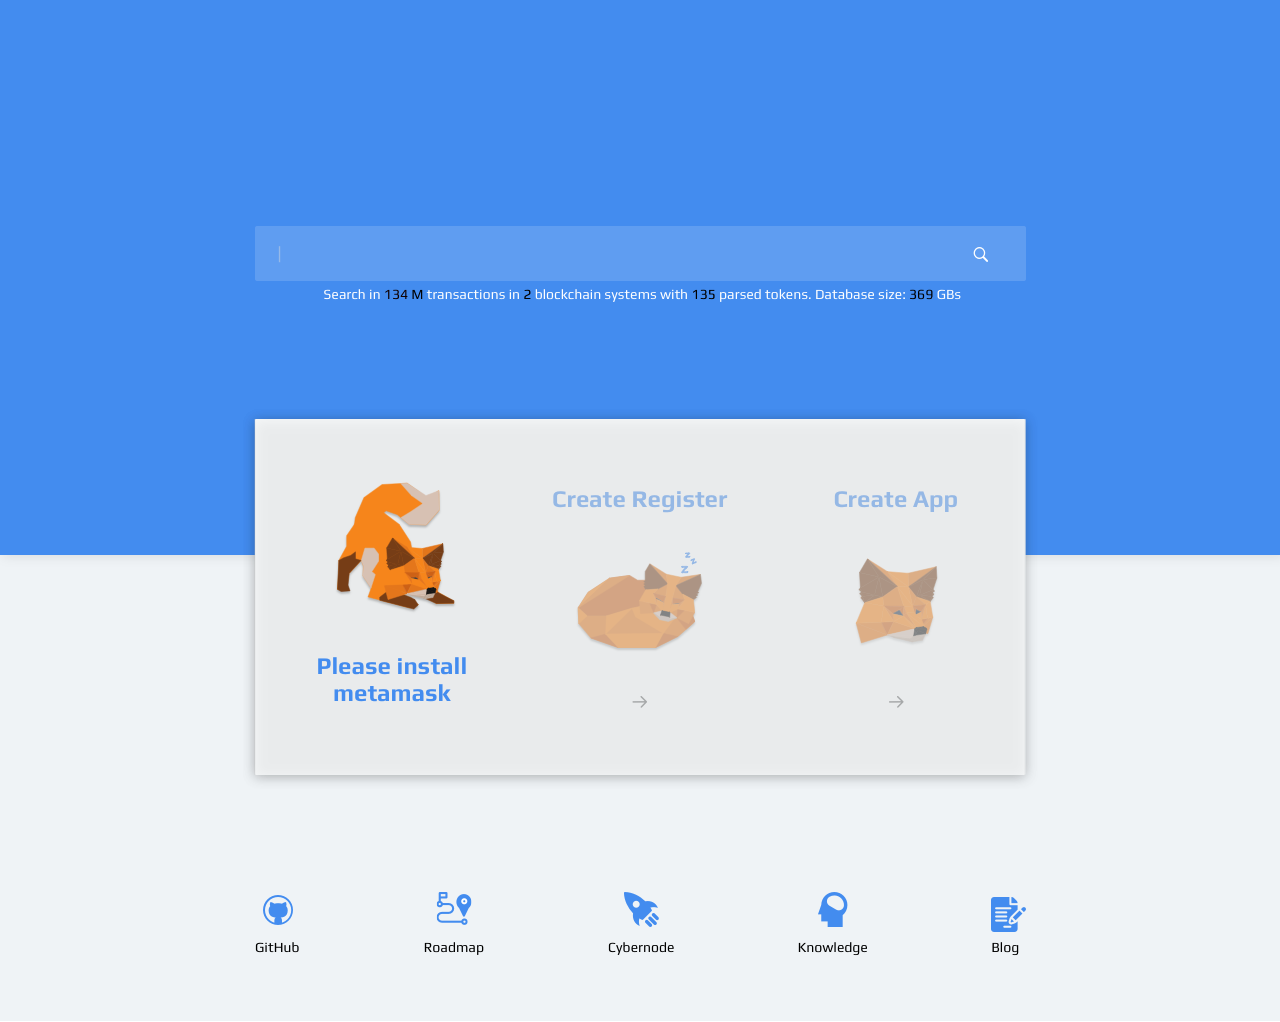 Search in 134 M transactions in 2 blockchain systems with 135 parsed tokens. Database size: 369 GBs
Create Register
Create App
z z z
Please install
metamask
GitHub
Roadmap
Cybernode
Knowledge
Blog